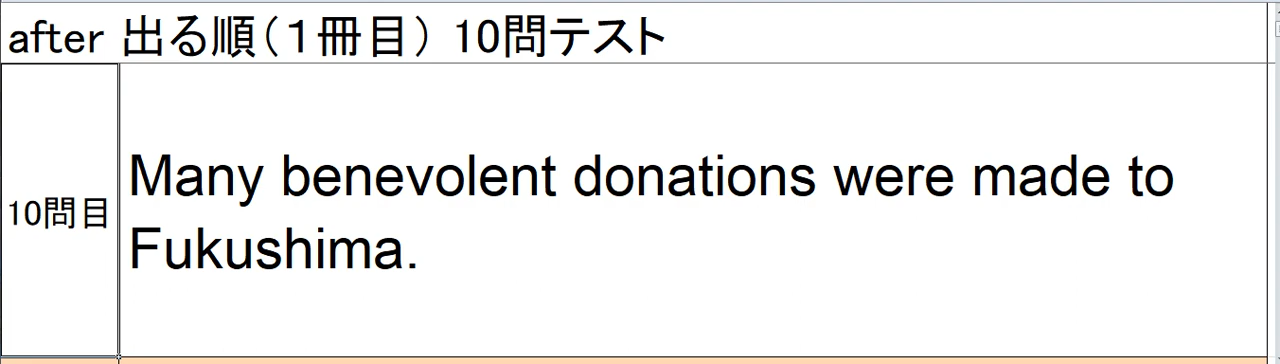 after 出る順（１冊目） 10問テスト
10問目
Many benevolent donations were made to
Fukushima.